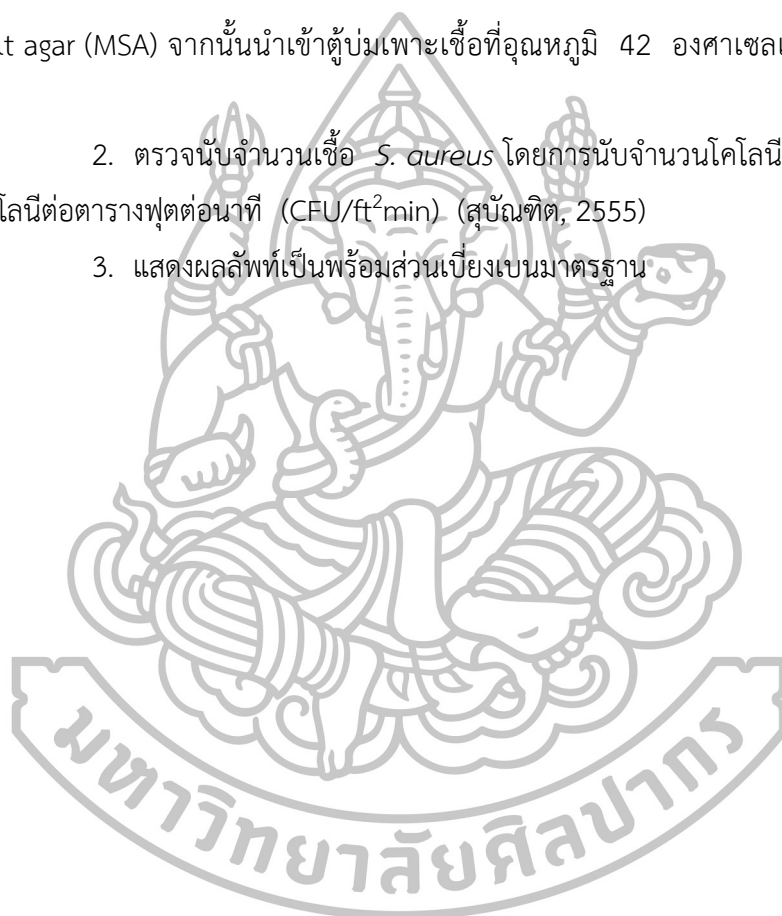 lt agar (MSA) จากนั้นนำเข้าตู้บ่มเพาะเชื้อที่อุณหภูมิ 42 องศาเซลเ
2. ตรวจนับจำนวนเชื้อ S. aureus โดยการนับจำนวนโคโลนี
โลนีต่อตารางฟุตต่อนาที (CFU/ft²min) (สุบัณฑิต, 2555)
3. แสดงผลลัพท์เป็นพร้อมส่วนเบี่ยงเบนมาตรฐาน
มหาวิทยาลัยศิลปากร